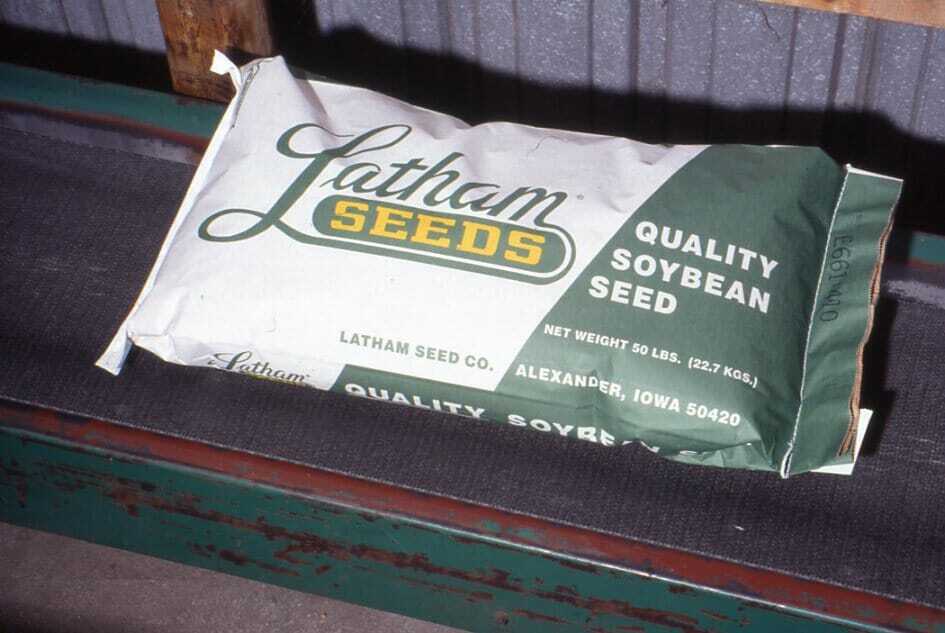 Latham
SEEDS
QUALITY
SOYBEAN
SEED
NET WEIGHT 50 LBS. (22.7 KGS.)
LATHAM SEED CO.
ALEXANDER, IOWA 50420
Latham
QUALITY SOYBEAN